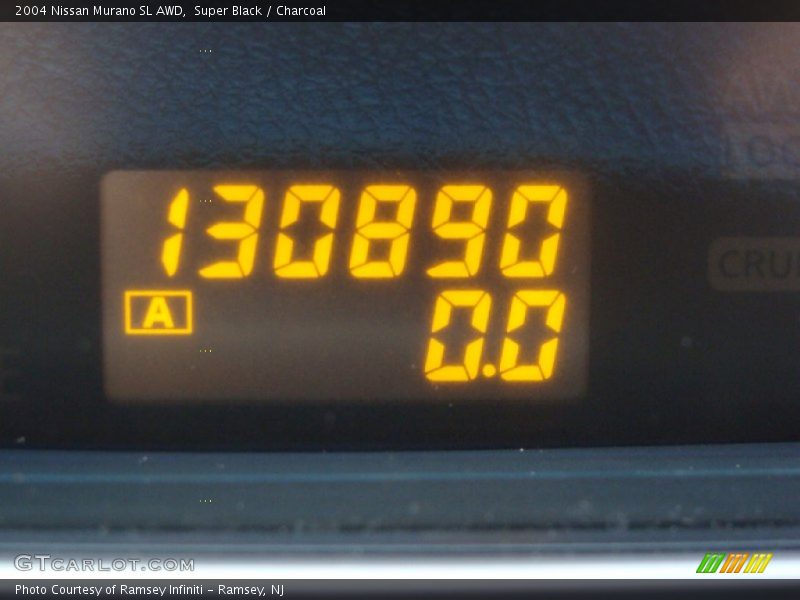 2004 Nissan Murano SL AWD,  Super Black / Charcoal
130890
A
0.0
CRU
GTCARLOT.COM
Photo Courtesy of Ramsey Infiniti - Ramsey, NJ